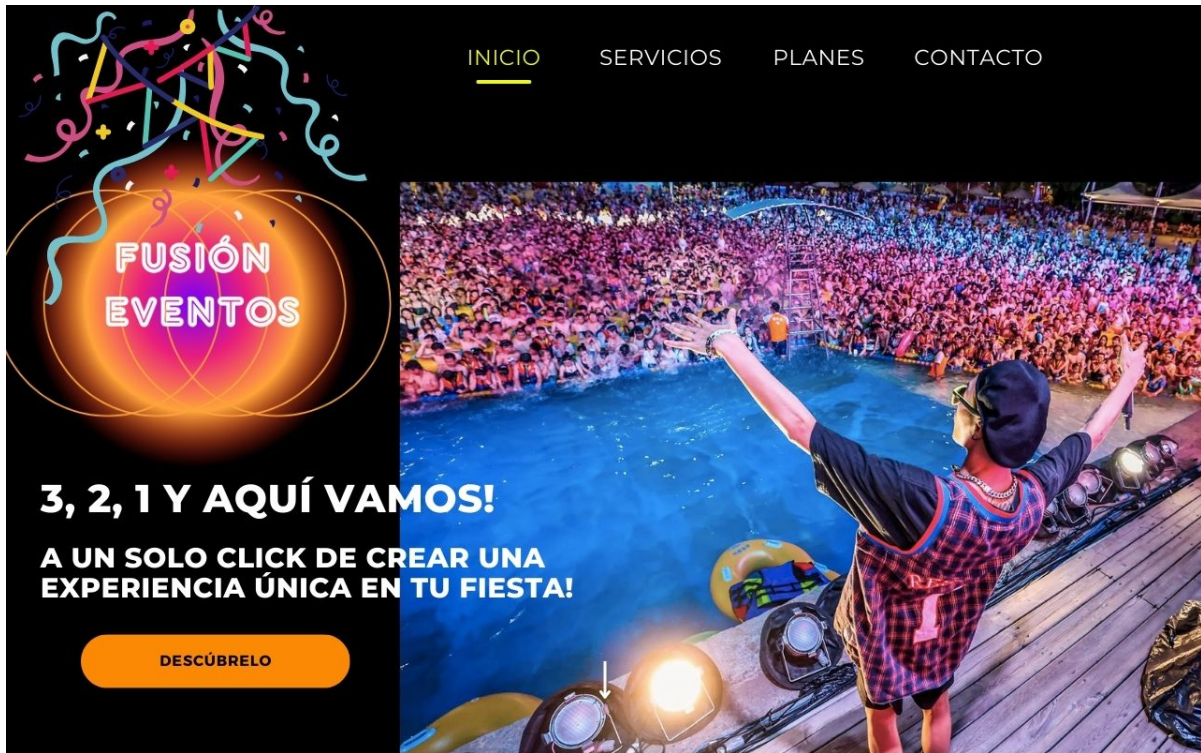 INICIO SERVICIOS PLANES CONTACTO
FUSIÓN
EVENTOS
3, 2, 1 Y AQUÍ VAMOS!
A UN SOLO CLICK DE CREAR UNA
EXPERIENCIA ÚNICA EN TU FIESTA!
DESCÚBRELO
1